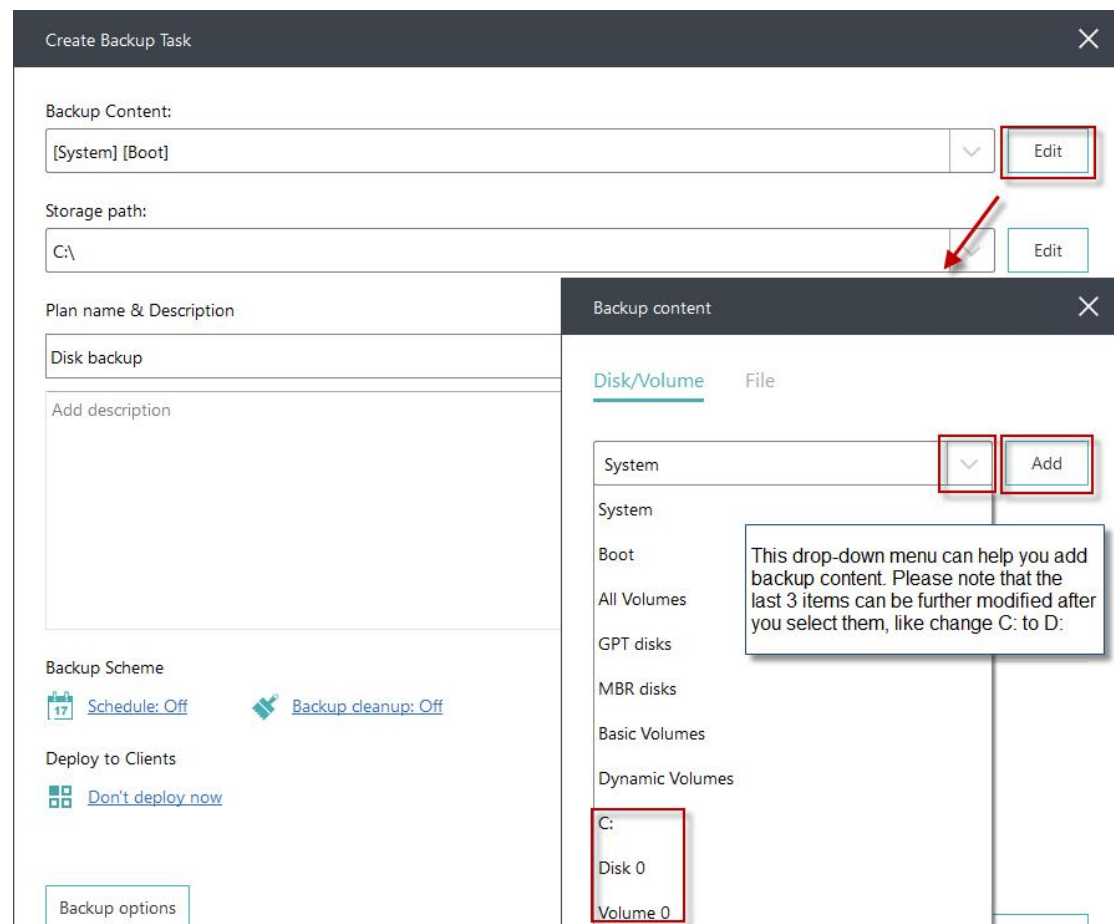 Create Backup Task
Backup Content:
[System] [Boot]
Edit
Storage path:
C:\
Edit
Plan name & Description
Disk backup
Add description
Backup Scheme
17
Schedule: Off
Backup cleanup: Off
Deploy to Clients
Don't deploy now
Backup options
Backup content
Disk/Volume
File
System
Add
System
Boot
All Volumes
GPT disks
MBR disks
Basic Volumes
Dynamic Volumes
C:
Disk 0
Volume 0
This drop-down menu can help you add
backup content. Please note that the
last 3 items can be further modified after
you select them, like change C: to D: